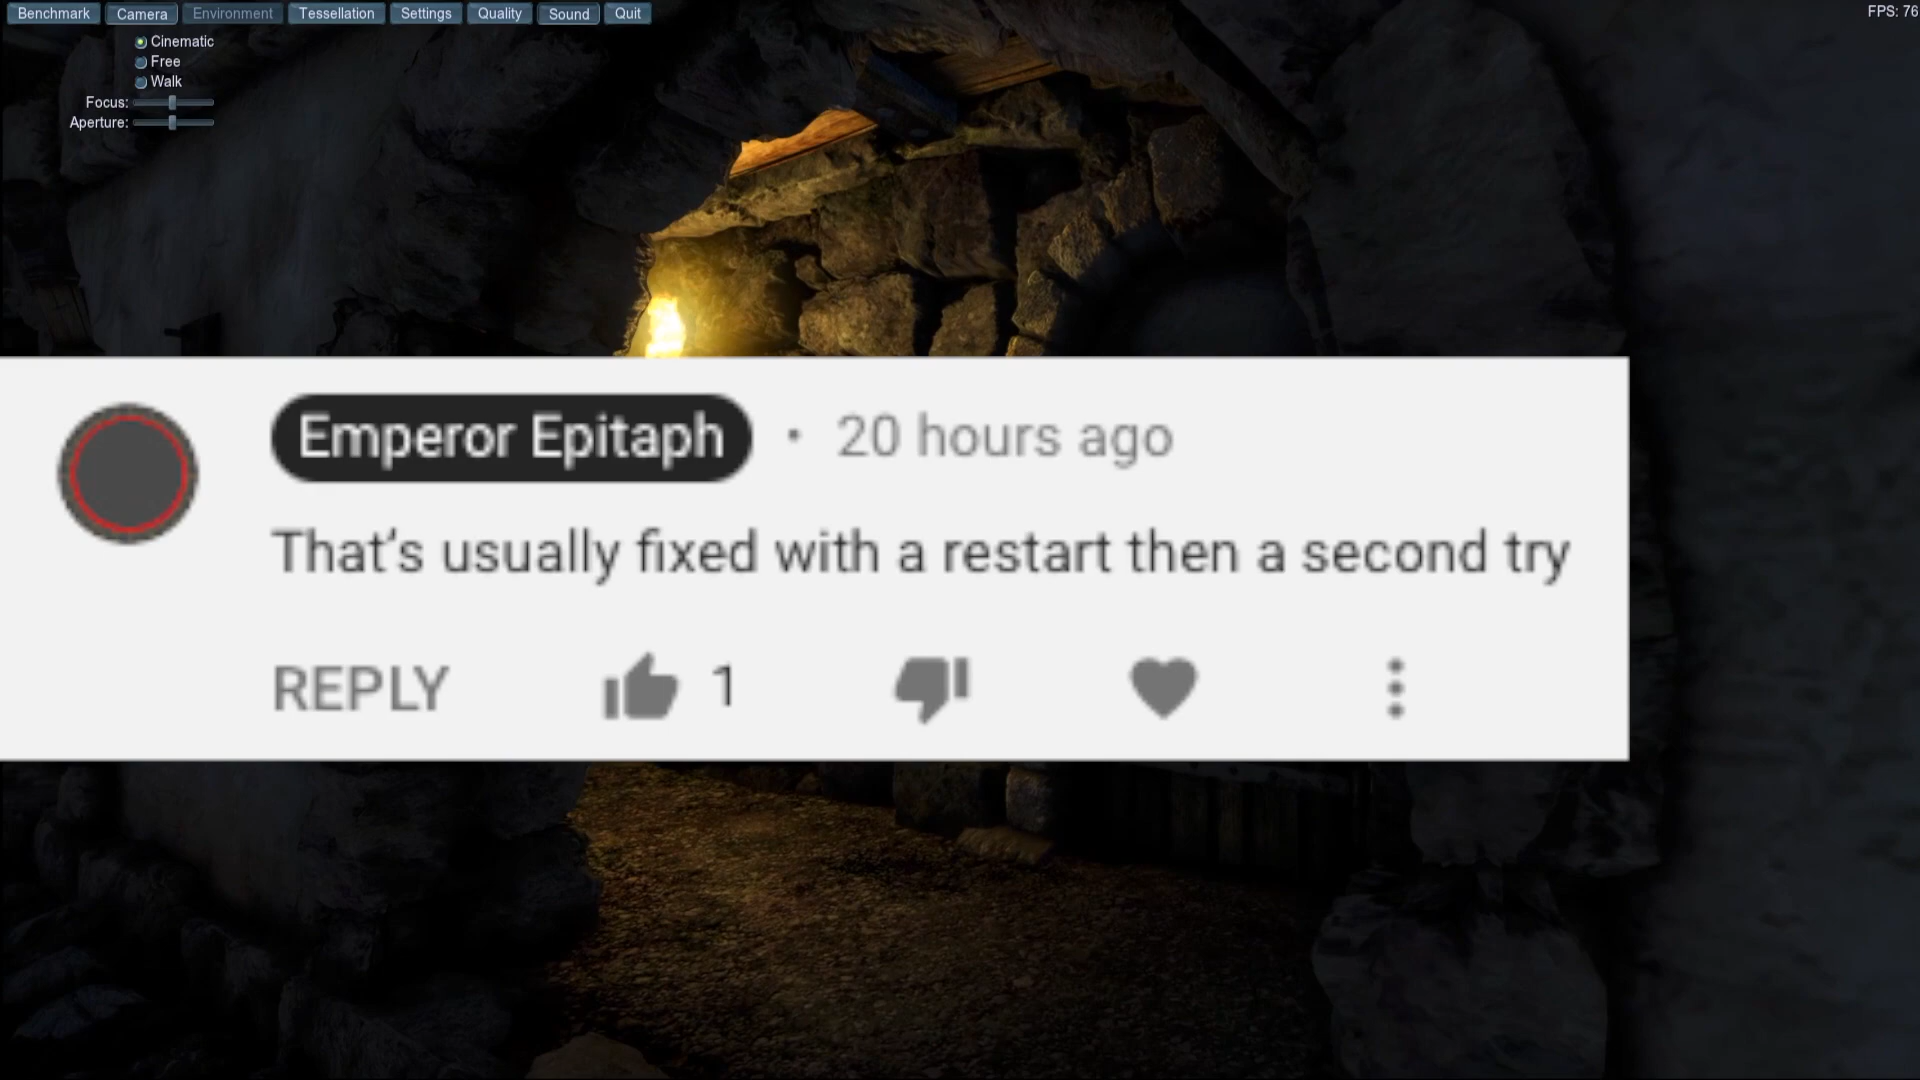 Benchmark Camera Environment Tessellation Settings Quality Sound Quit FPS: 76
Cinematic
Free
Walk
Focus:
Aperture:
Emperor Epitaph · 20 hours ago
That's usually fixed with a restart then a second try
REPLY 1